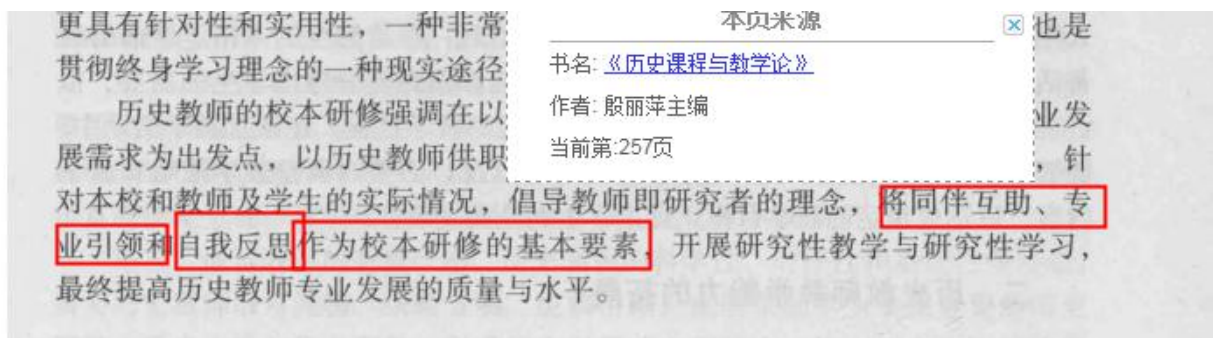 更具有针对性和实用性，一种非常
也是
贯彻终身学习理念的一种现实途径
历史教师的校本研修强调在以
业发
展需求为出发点，以历史教师供职
，针
对本校和教师及学生的实际情况，倡导教师即研究者的理念，将同伴互助、专
业引领和自我反思作为校本研修的基本要素，开展研究性教学与研究性学习，
最终提高历史教师专业发展的质量与水平。
本页来源
书名:《历史课程与教学论》
作者: 殷丽萍主编
当前第:257页